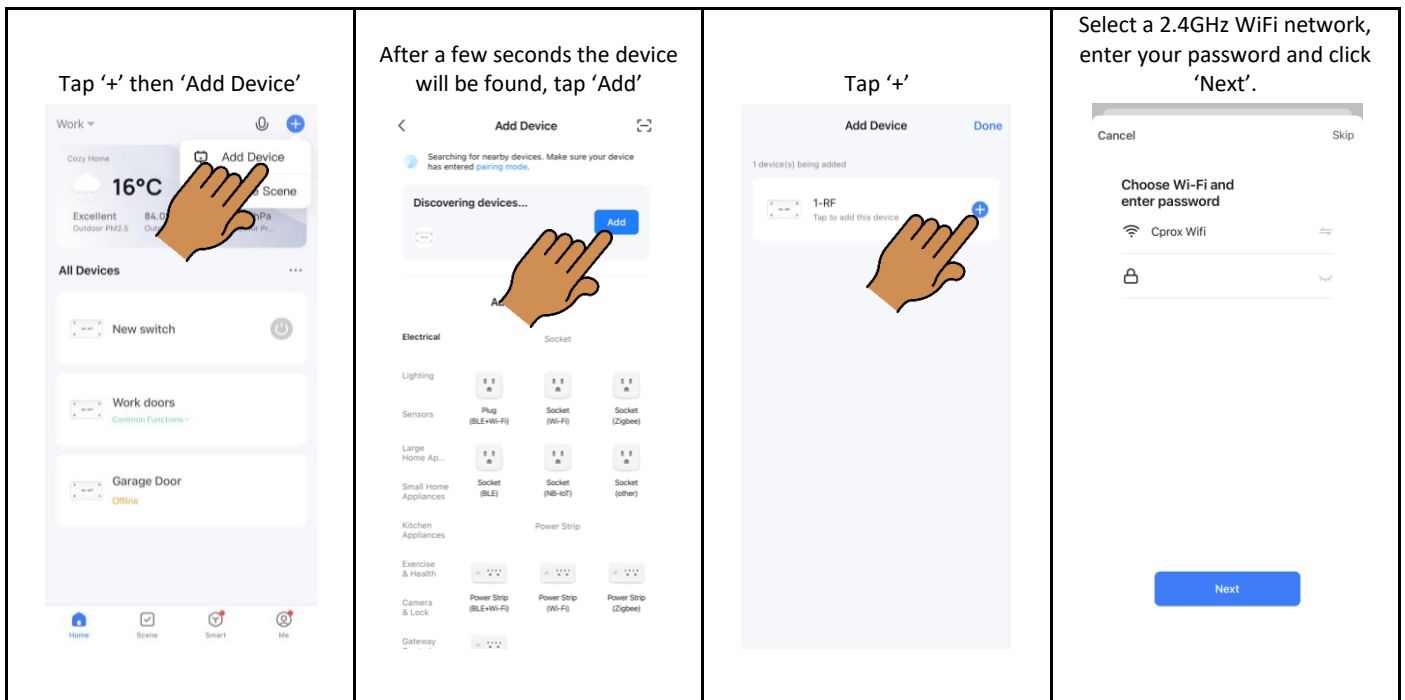 Tap ‘+’ then ‘Add Device’
Work
Add Device
Scene
Cozy Home
16°C
Excellent
Outdoor PM2.5
84.0
hPa
All Devices
New switch
Work doors
Common Functions
Garage Door
Offline
Home
Scene
Smart
Me
After a few seconds the device
will be found, tap ‘Add’
Add Device
Searching for nearby devices. Make sure your device
has entered pairing mode.
Discovering devices...
Add
Electrical
Socket
Lighting
Plug
(BLE+Wi-Fi)
Socket
(Wi-Fi)
Socket
(Zigbee)
Sensors
Large
Home Ap...
Socket
(BLE)
Socket
(NB-IoT)
Socket
(other)
Small Home
Appliances
Kitchen
Appliances
Power Strip
Exercise
& Health
Power Strip
(BLE+Wi-Fi)
Power Strip
(Wi-Fi)
Power Strip
(Zigbee)
Camera
& Lock
Gateway
Tap ‘+’
Add Device
Done
1 device(s) being added
1-RF
Tap to add this device
Select a 2.4GHz WiFi network,
enter your password and click
‘Next’.
Cancel
Skip
Choose Wi-Fi and
enter password
Cprox Wifi
Next